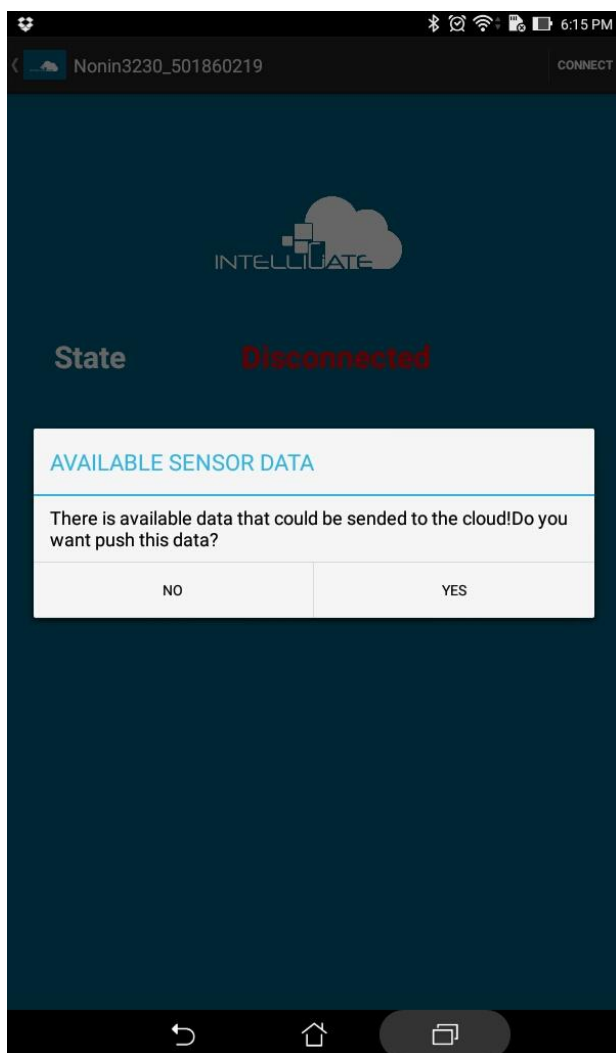 6:15 PM
Nonin3230_501860219
CONNECT
INTELLIGATE
State
Disconnected
AVAILABLE SENSOR DATA
There is available data that could be sended to the cloud!Do you
want push this data?
NO
YES